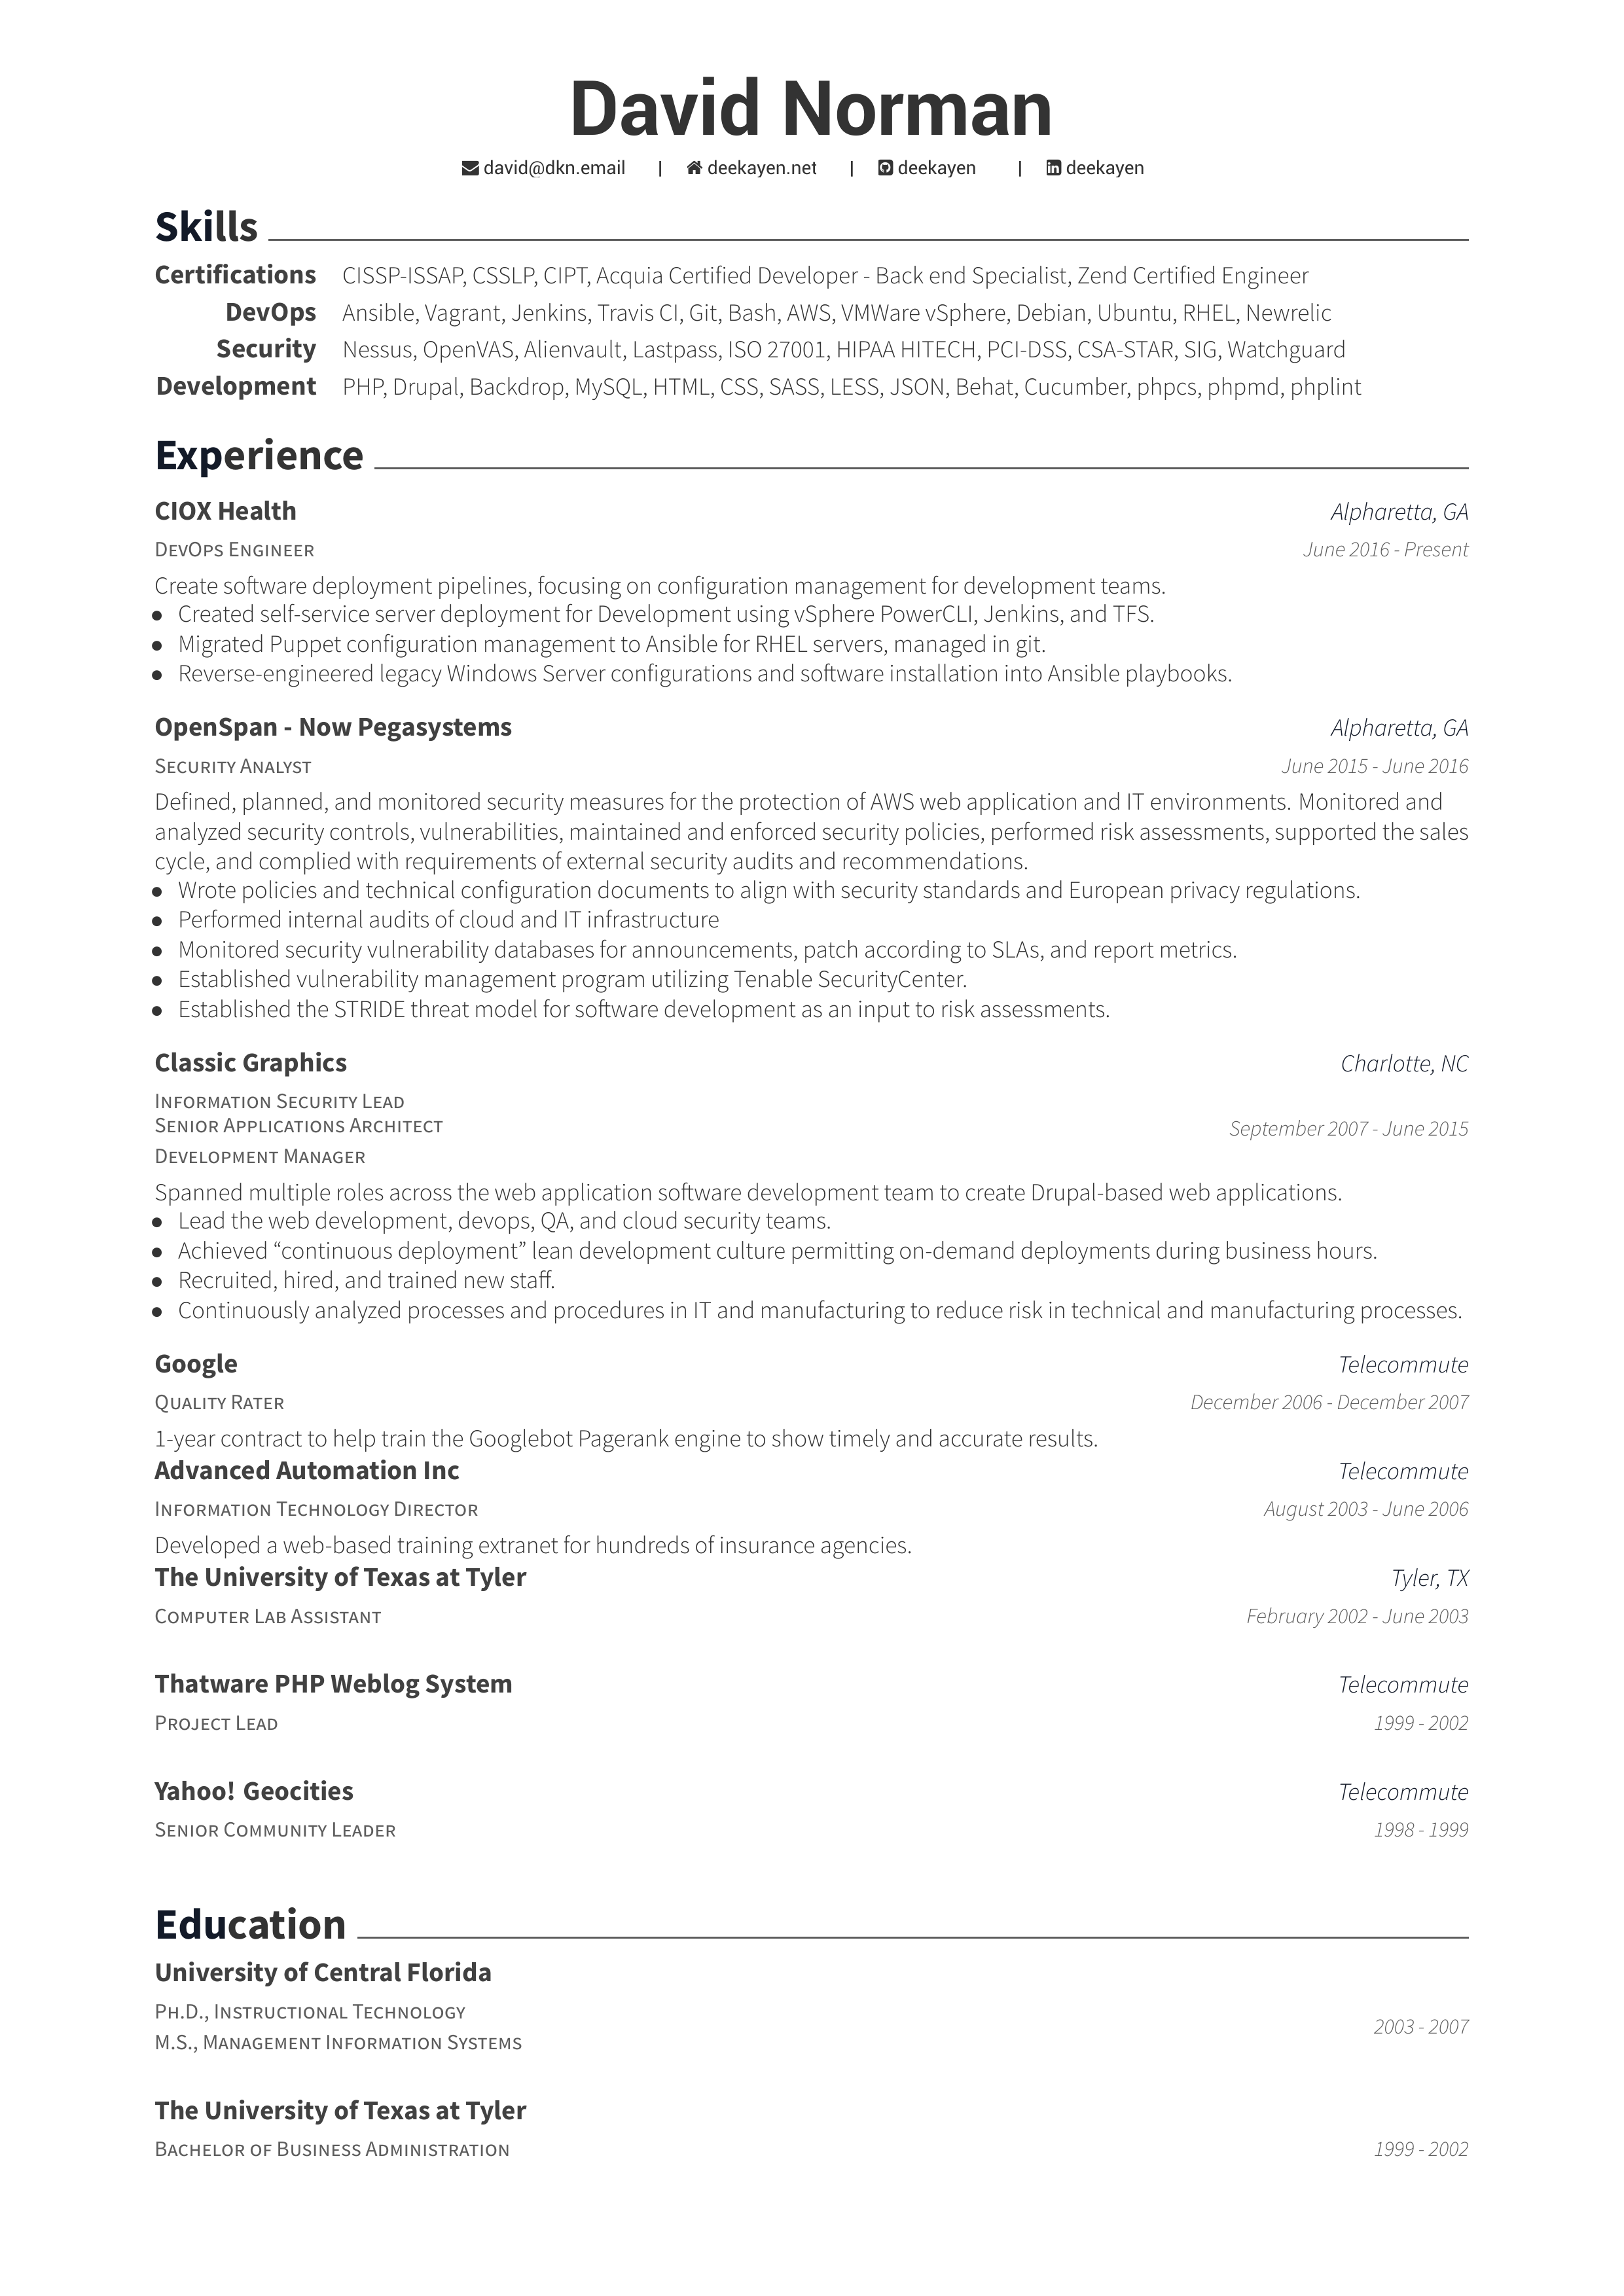 David Norman
david@dkn.email | deekayen.net | deekayen | deekayen
Skills
Certifications CISSP-ISSAP, CSSLP, CIPT, Acquia Certified Developer - Back end Specialist, Zend Certified Engineer
DevOps Ansible, Vagrant, Jenkins, Travis CI, Git, Bash, AWS, VMWare vSphere, Debian, Ubuntu, RHEL, Newrelic
Security Nessus, OpenVAS, Alienvault, Lastpass, ISO 27001, HIPAA HITECH, PCI-DSS, CSA-STAR, SIG, Watchguard
Development PHP, Drupal, Backdrop, MySQL, HTML, CSS, SASS, LESS, JSON, Behat, Cucumber, phpcs, phpmd, phplint
Experience
CIOX Health Alpharetta, GA
DevOps Engineer June 2016 - Present
Create software deployment pipelines, focusing on configuration management for development teams.
• Created self-service server deployment for Development using vSphere PowerCLI, Jenkins, and TFS.
• Migrated Puppet configuration management to Ansible for RHEL servers, managed in git.
• Reverse-engineered legacy Windows Server configurations and software installation into Ansible playbooks.
OpenSpan - Now Pegasystems Alpharetta, GA
Security Analyst June 2015 - June 2016
Defined, planned, and monitored security measures for the protection of AWS web application and IT environments. Monitored and
analyzed security controls, vulnerabilities, maintained and enforced security policies, performed risk assessments, supported the sales
cycle, and complied with requirements of external security audits and recommendations.
• Wrote policies and technical configuration documents to align with security standards and European privacy regulations.
• Performed internal audits of cloud and IT infrastructure
• Monitored security vulnerability databases for announcements, patch according to SLAs, and report metrics.
• Established vulnerability management program utilizing Tenable SecurityCenter.
• Established the STRIDE threat model for software development as an input to risk assessments.
Classic Graphics Charlotte, NC
Information Security Lead
Senior Applications Architect September 2007 - June 2015
Development Manager
Spanned multiple roles across the web application software development team to create Drupal-based web applications.
• Lead the web development, devops, QA, and cloud security teams.
• Achieved “continuous deployment” lean development culture permitting on-demand deployments during business hours.
• Recruited, hired, and trained new staff.
• Continuously analyzed processes and procedures in IT and manufacturing to reduce risk in technical and manufacturing processes.
Google Telecommute
Quality Rater December 2006 - December 2007
1-year contract to help train the Googlebot Pagerank engine to show timely and accurate results.
Advanced Automation Inc Telecommute
Information Technology Director August 2003 - June 2006
Developed a web-based training extranet for hundreds of insurance agencies.
The University of Texas at Tyler Tyler, TX
Computer Lab Assistant February 2002 - June 2003
Thatware PHP Weblog System Telecommute
Project Lead 1999 - 2002
Yahoo! Geocities Telecommute
Senior Community Leader 1998 - 1999
Education
University of Central Florida
Ph.D., Instructional Technology
2003 - 2007
M.S., Management Information Systems
The University of Texas at Tyler
Bachelor of Business Administration 1999 - 2002